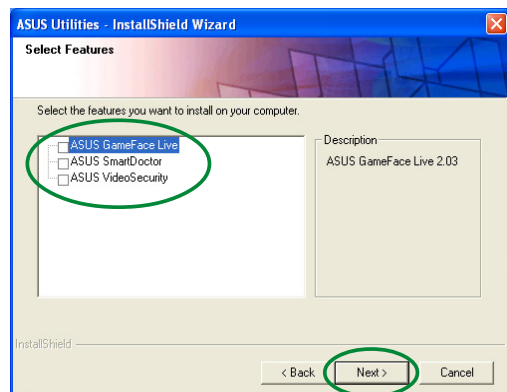 ASUS Utilities - InstallShield Wizard
Select Features
Select the features you want to install on your computer.
ASUS GameFace Live
ASUS SmartDoctor
ASUS VideoSecurity
Description
ASUS GameFace Live 2.03
InstallShield
< Back Next > Cancel